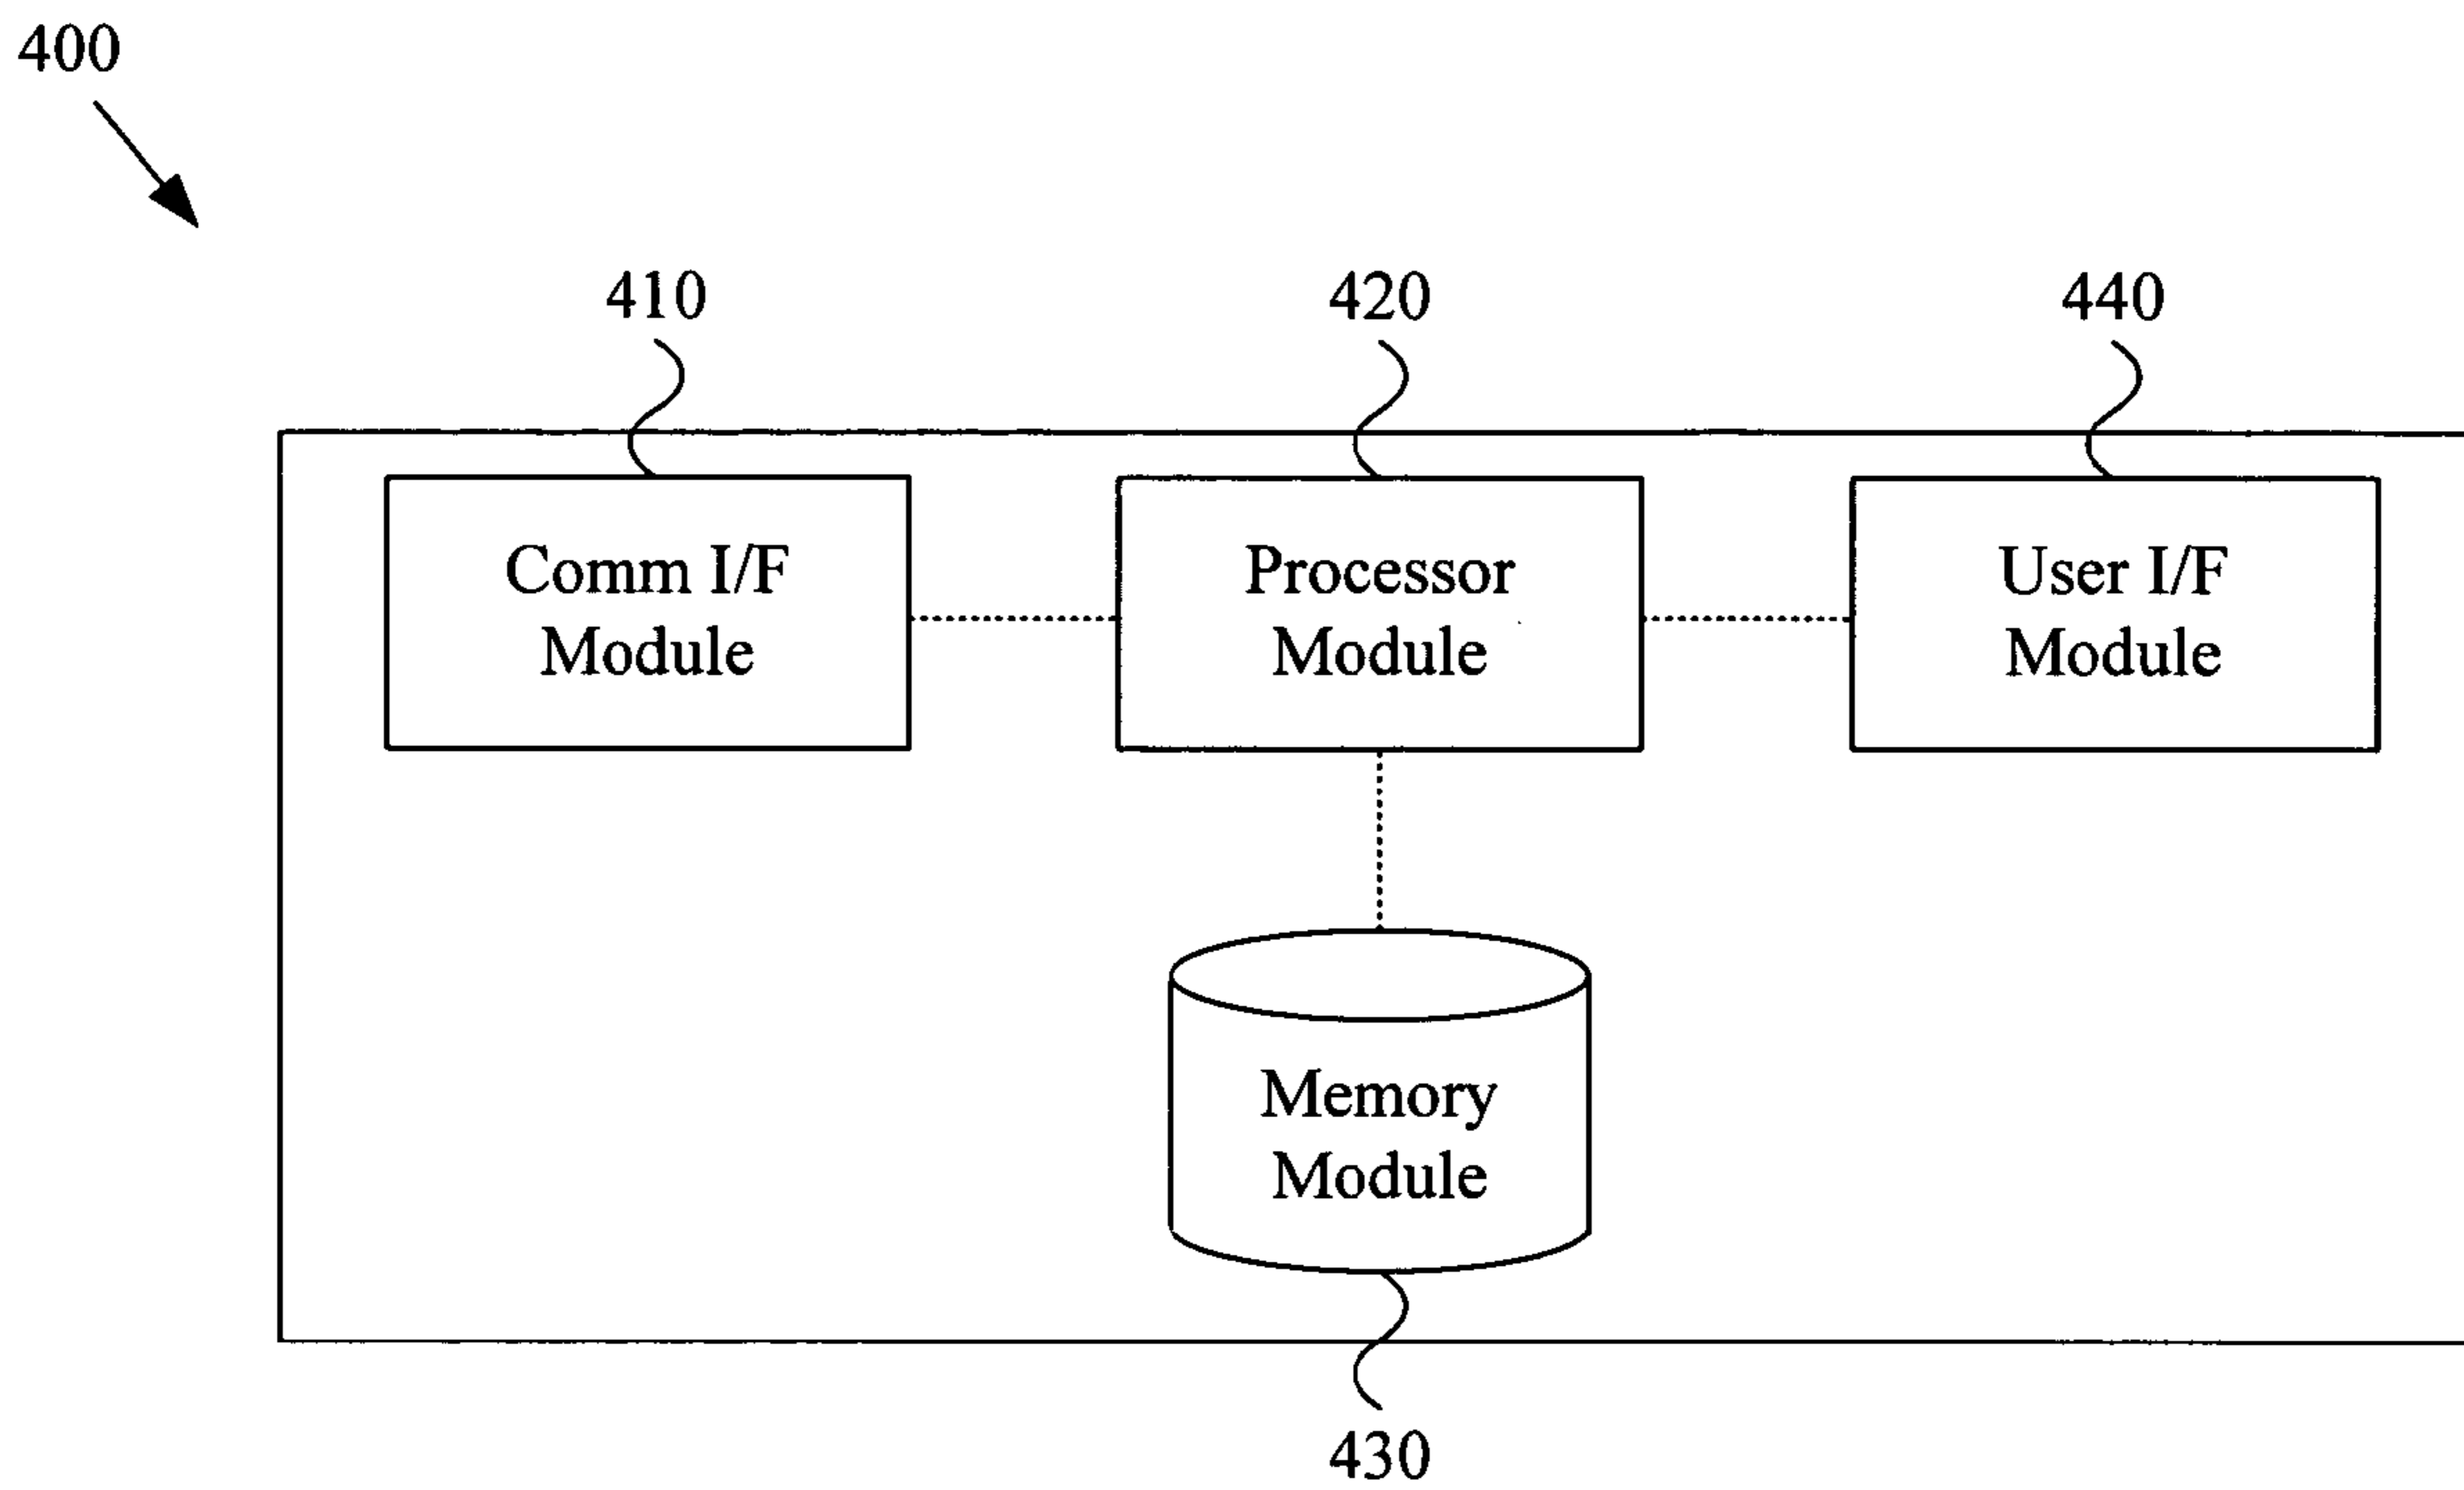 400
410
420
440
Comm I/F
Module
Processor
Module
User I/F
Module
Memory
Module
430